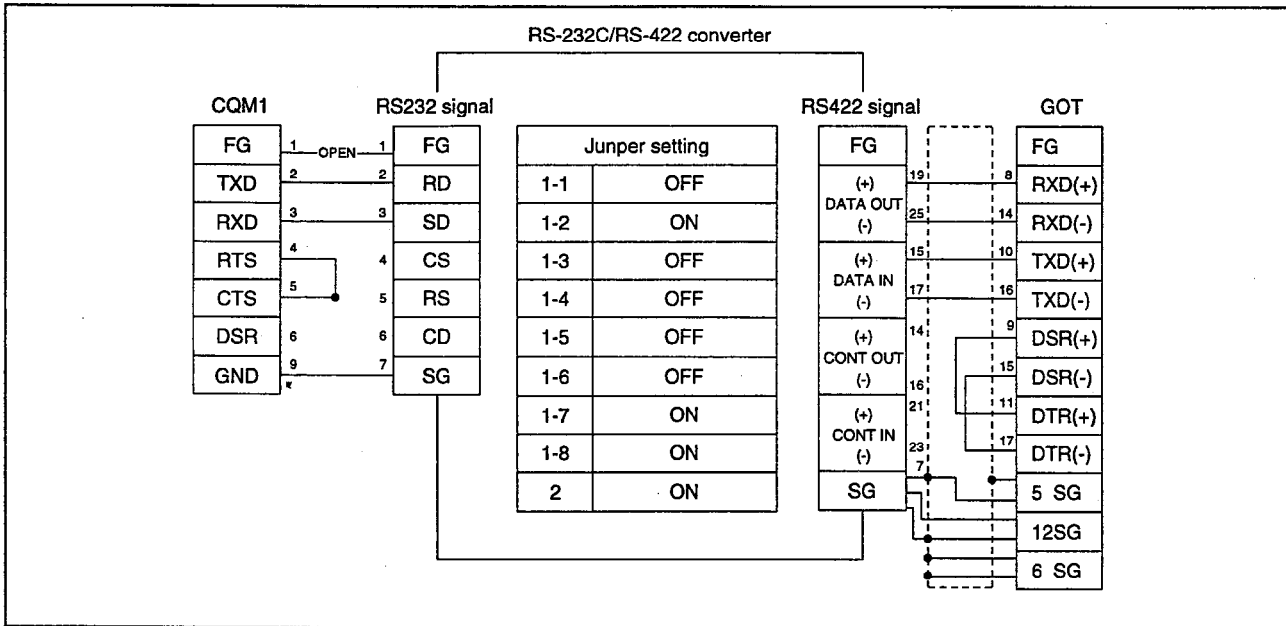 RS-232C/RS-422 converter
CQM1
RS232 signal
RS422 signal
GOT
FG 1 OPEN 1 FG
TXD 2 2 RD
RXD 3 3 SD
RTS 4 4 CS
CTS 5 5 RS
DSR 6 6 CD
GND 9 7 SG
Junper setting
1-1 OFF
1-2 ON
1-3 OFF
1-4 OFF
1-5 OFF
1-6 OFF
1-7 ON
1-8 ON
2 ON
FG FG
(+) 19 8 RXD(+)
DATA OUT
(-) 25 14 RXD(-)
(+) 15 10 TXD(+)
DATA IN
(-) 17 16 TXD(-)
(+) 14 9 DSR(+)
CONT OUT
(-) 16 15 DSR(-)
(+) 21 11 DTR(+)
CONT IN
(-) 23 17 DTR(-)
SG 7 5 SG
12SG
6 SG